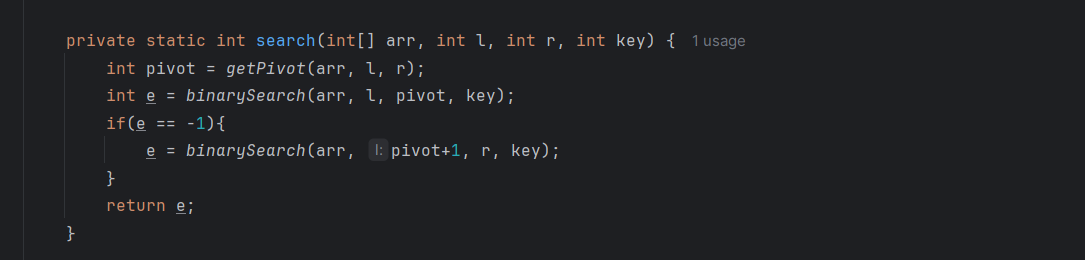 private static int search(int[] arr, int l, int r, int key) { 1 usage
int pivot = getPivot(arr, l, r);
int e = binarySearch(arr, l, pivot, key);
if(e == -1){
e = binarySearch(arr, l: pivot+1, r, key);
}
return e;
}